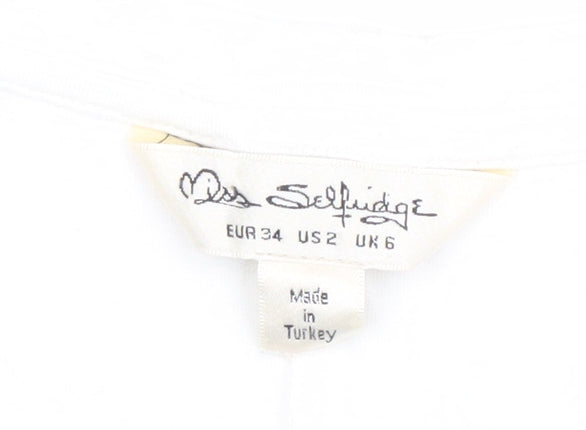 Miss Selfridge
EUR 34 US 2 UK 6
Made
in
Turkey